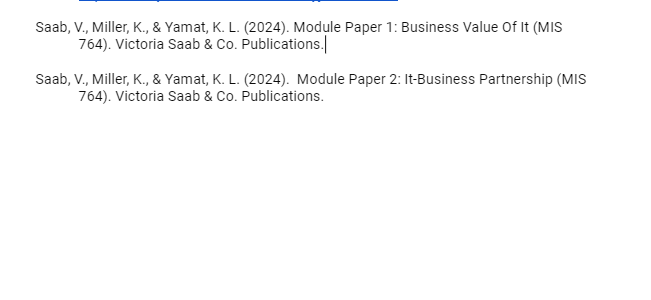 Saab, V., Miller, K., & Yamat, K. L. (2024). Module Paper 1: Business Value Of It (MIS
764). Victoria Saab & Co. Publications.
Saab, V., Miller, K., & Yamat, K. L. (2024).  Module Paper 2: It-Business Partnership (MIS
764). Victoria Saab & Co. Publications.